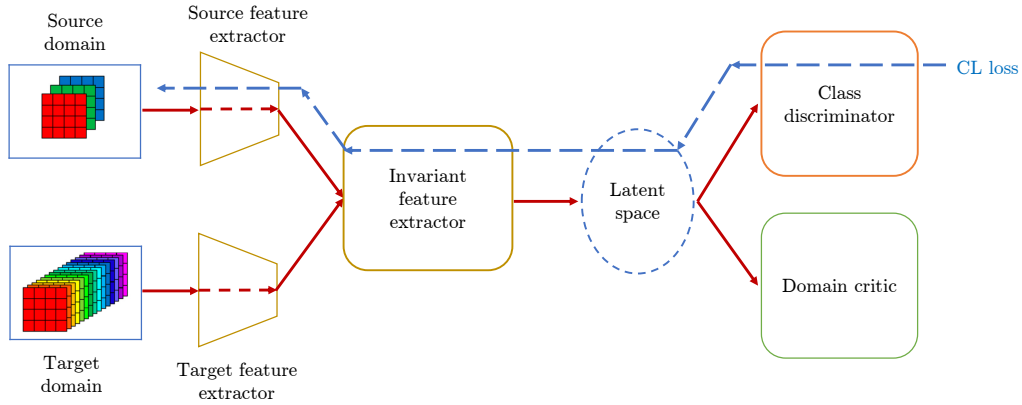 Source
domain
Source feature
extractor
CL loss
Class
discriminator
Invariant
feature
extractor
Latent
space
Domain critic
Target
domain
Target feature
extractor